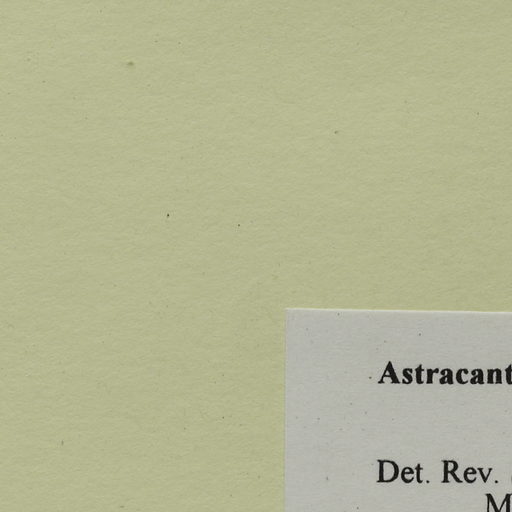 Astracant
Det. Rev.
M